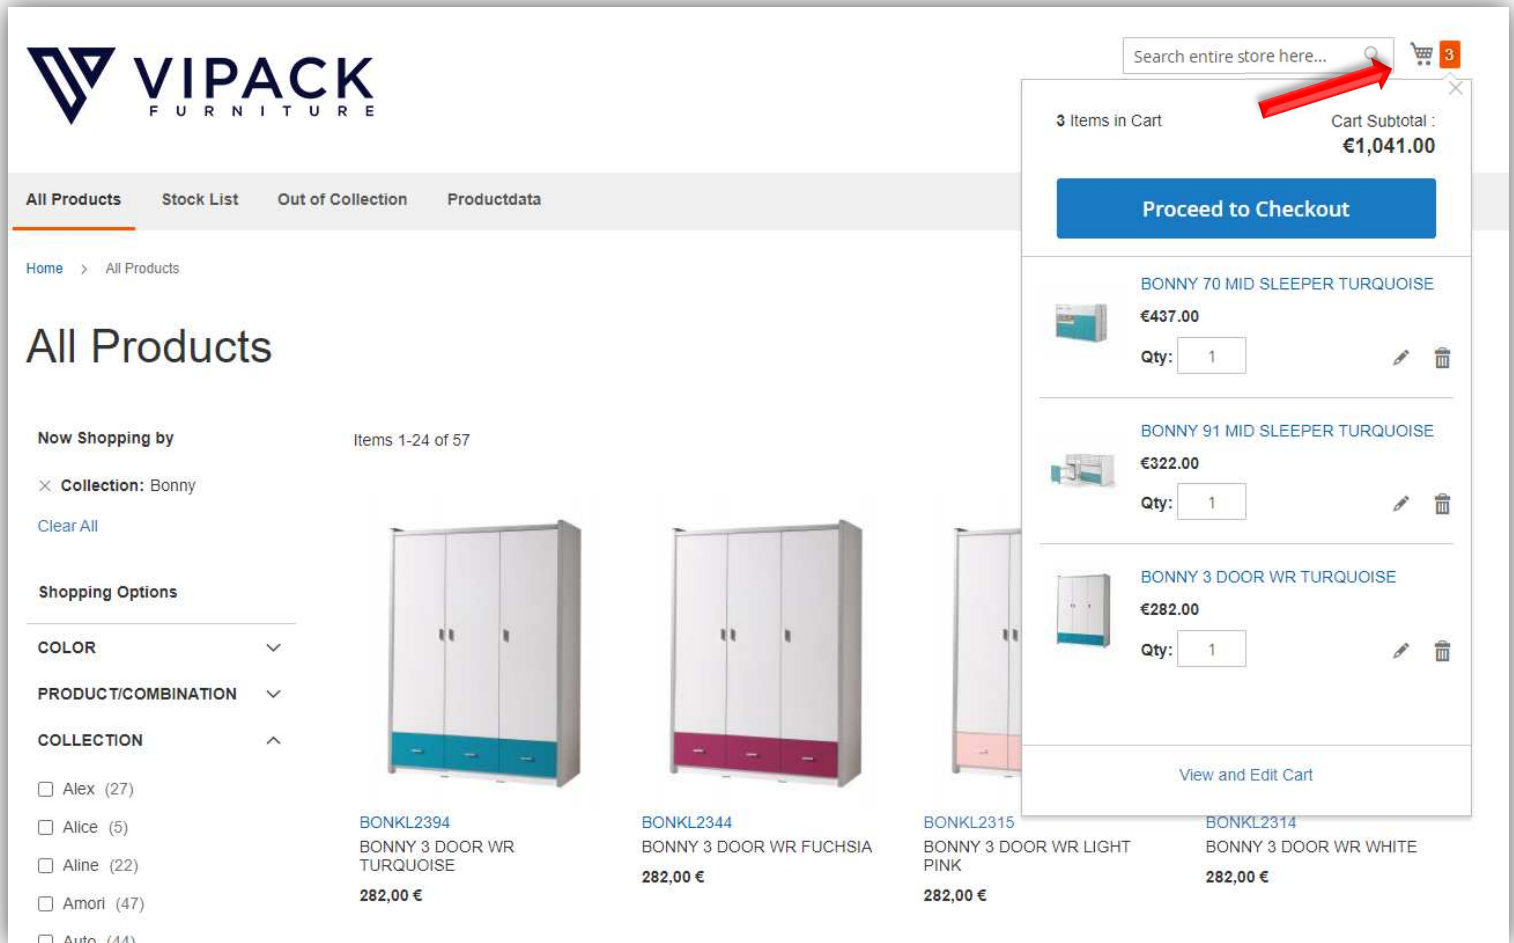 VIPACK
FURNITURE
Search entire store here...
3
3 Items in Cart
Cart Subtotal :
€1,041.00
Proceed to Checkout
All Products
Stock List
Out of Collection
Productdata
Home > All Products
All Products
BONNY 70 MID SLEEPER TURQUOISE
€437.00
Qty: 1
BONNY 91 MID SLEEPER TURQUOISE
€322.00
Qty: 1
BONNY 3 DOOR WR TURQUOISE
€282.00
Qty: 1
View and Edit Cart
Now Shopping by
Collection: Bonny
Clear All
Shopping Options
COLOR
PRODUCT/COMBINATION
COLLECTION
Alex (27)
Alice (5)
Aline (22)
Amori (47)
Auto (44)
Items 1-24 of 57
BONKL2394
BONNY 3 DOOR WR
TURQUOISE
282,00 €
BONKL2344
BONNY 3 DOOR WR FUCHSIA
282,00 €
BONKL2315
BONNY 3 DOOR WR LIGHT
PINK
282,00 €
BONKL2314
BONNY 3 DOOR WR WHITE
282,00 €